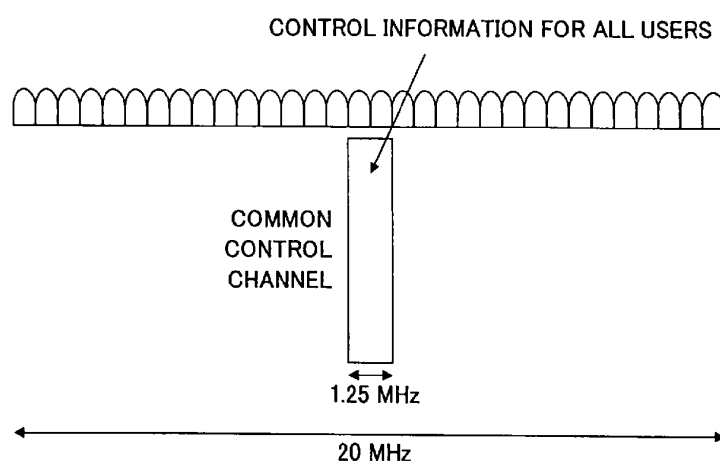 CONTROL INFORMATION FOR ALL USERS
COMMON
CONTROL
CHANNEL
1.25 MHz
20 MHz